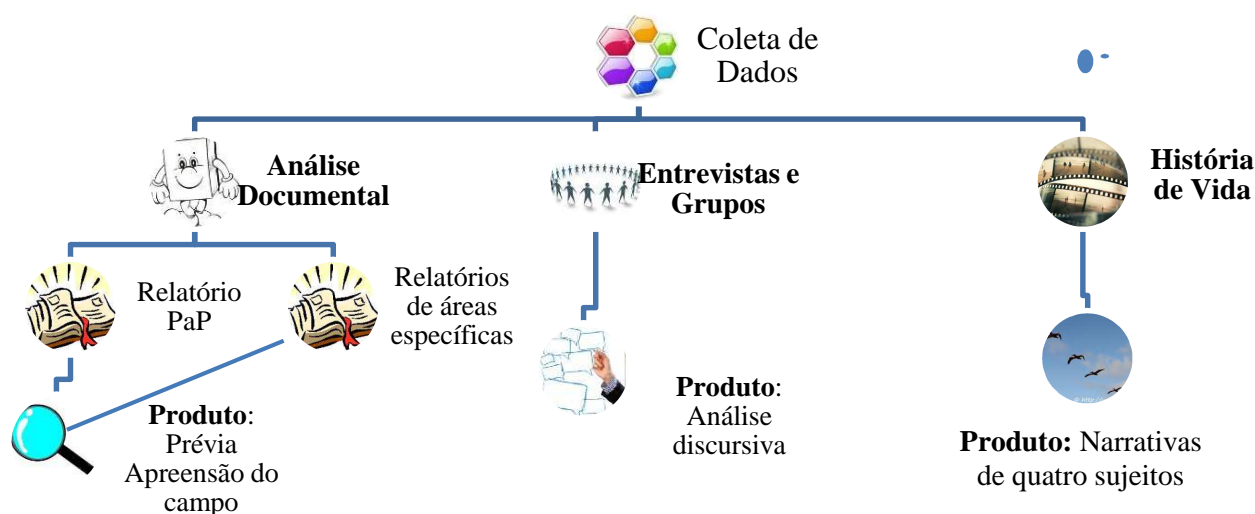 Coleta de
Dados
Análise
Documental
Entrevistas e
Grupos
História
de Vida
Relatório
PaP
Relatórios
de áreas
específicas
Produto:
Prévia
Apreensão do
campo
Produto:
Análise
discursiva
Produto: Narrativas
de quatro sujeitos